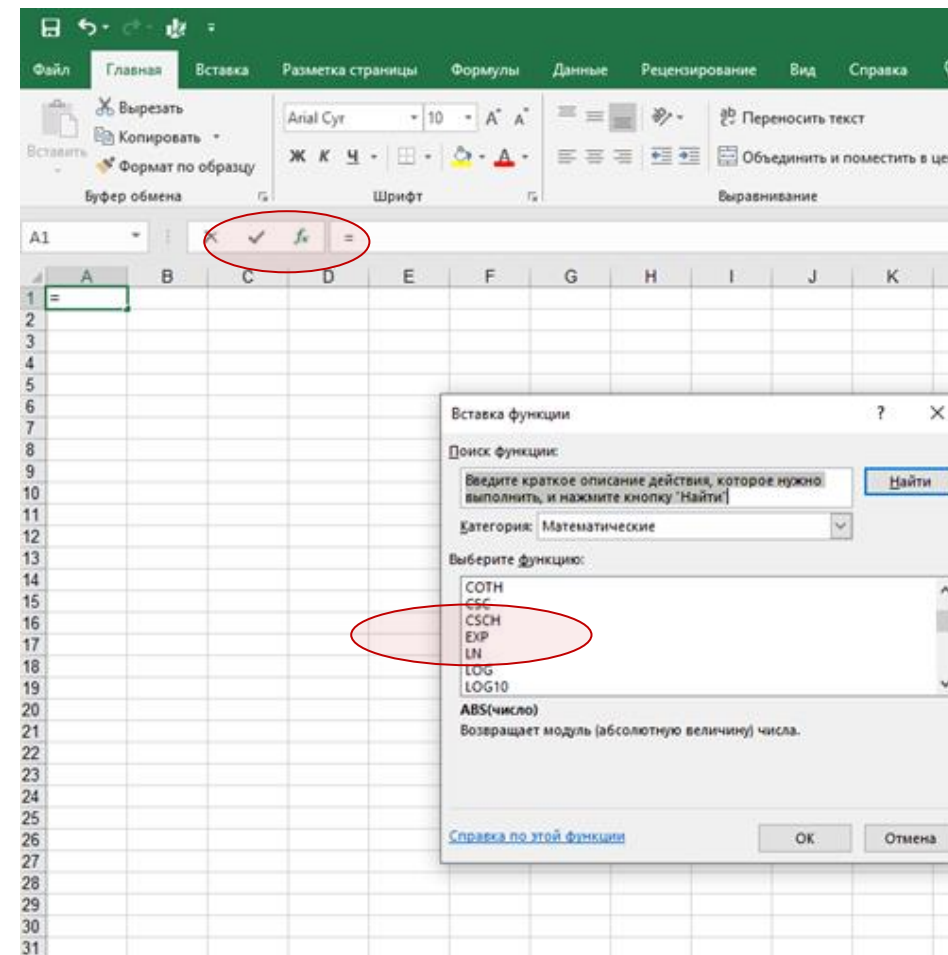 Файл Главная Вставка Разметка страницы Формулы Данные Рецензирование Вид Справка
Вырезать
Копировать
Вставить
Формат по образцу
Буфер обмена
Arial Cyr 10 A A
Ж К Ч A
Шрифт
Переносить текст
Объединить и поместить в це
Выравнивание
A1 fx =
A B C D E F G H I J K
1 =
2
3
4
5
6
7
8
9
10
11
12
13
14
15
16
17
18
19
20
21
22
23
24
25
26
27
28
29
30
31
Вставка функции ? ×
Поиск функции:
Введите краткое описание действия, которое нужно
выполнить, и нажмите кнопку "Найти"
Найти
Категория: Математические
Выберите функцию:
COTH
CSC
CSCH
EXP
LN
LOG
LOG10
ABS(число)
Возвращает модуль (абсолютную величину) числа.
Справка по этой функции
ОК Отмена